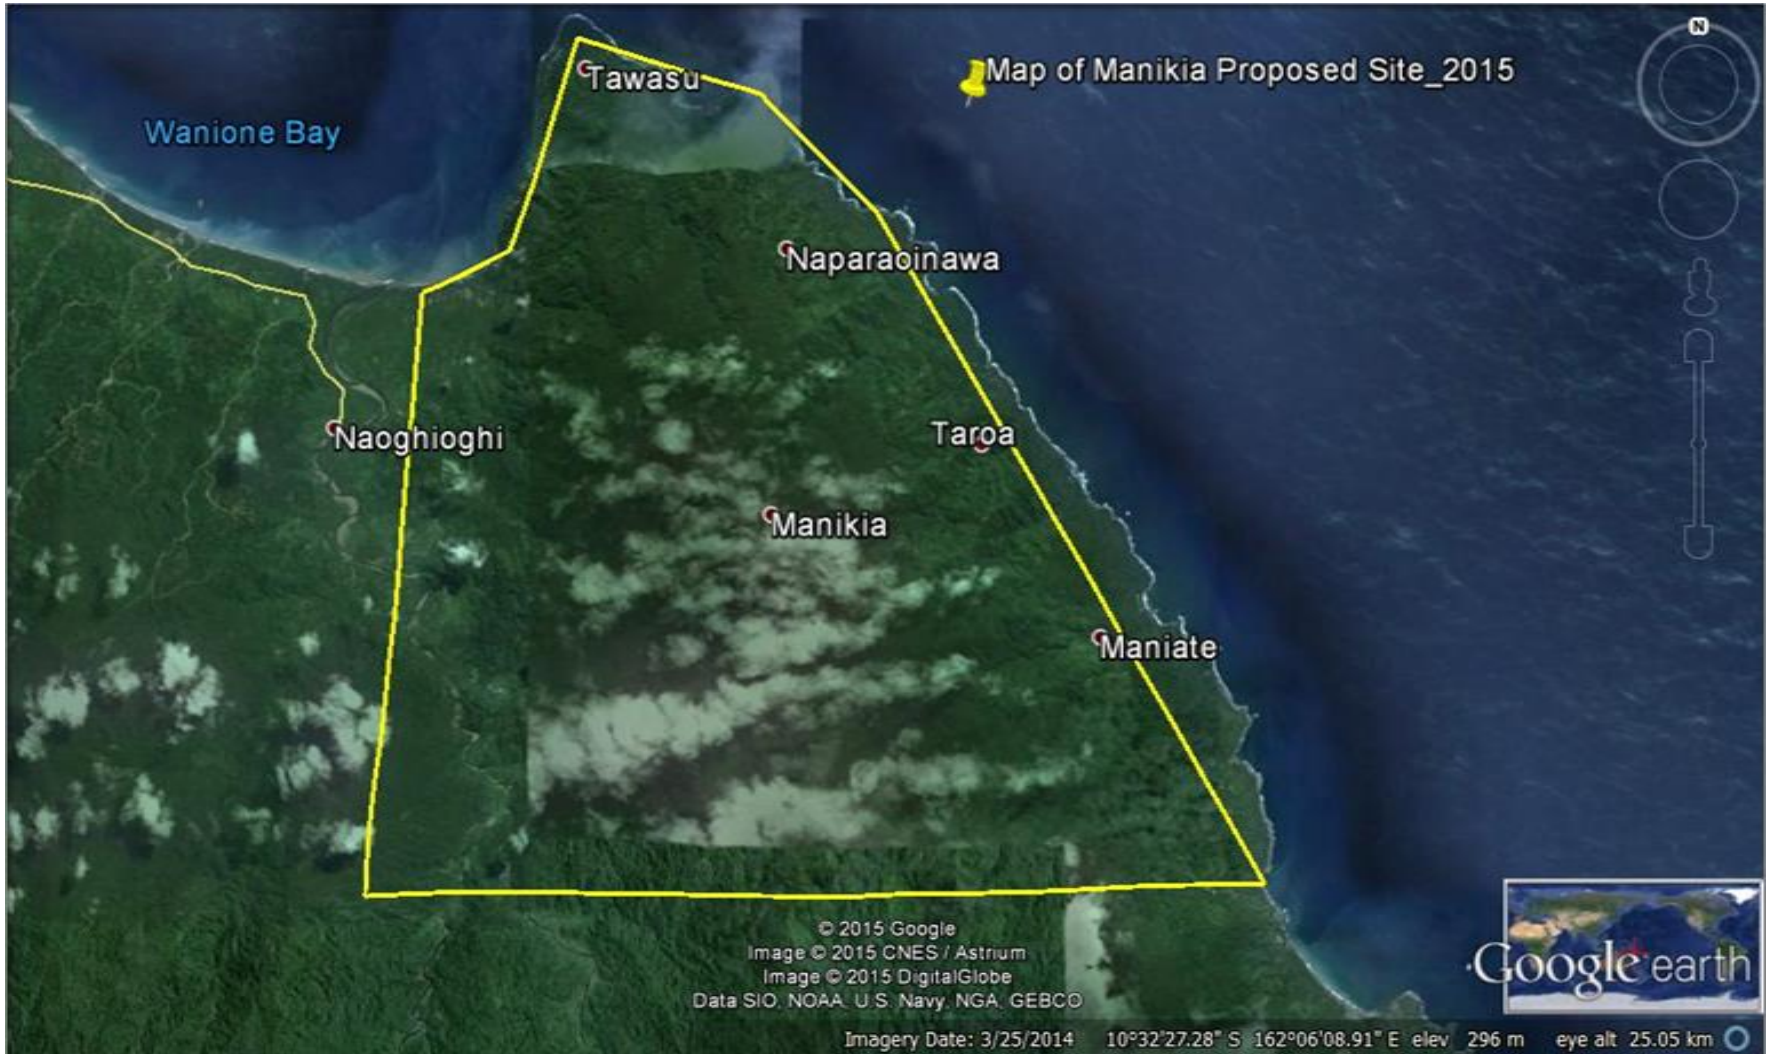 N
Map of Manikia Proposed Site_2015
Tawasu
Wanione Bay
Naparaoinawa
Taroa
Naoghioghi
Manikia
Maniate
© 2015 Google
Image © 2015 CNES / Astrium
Image © 2015 DigitalGlobe
Data SIO, NOAA, U.S. Navy, NGA, GEBCO
Google earth
Imagery Date: 3/25/2014 10°32'27.28" S 162°06'08.91" E elev 296 m eye alt 25.05 km